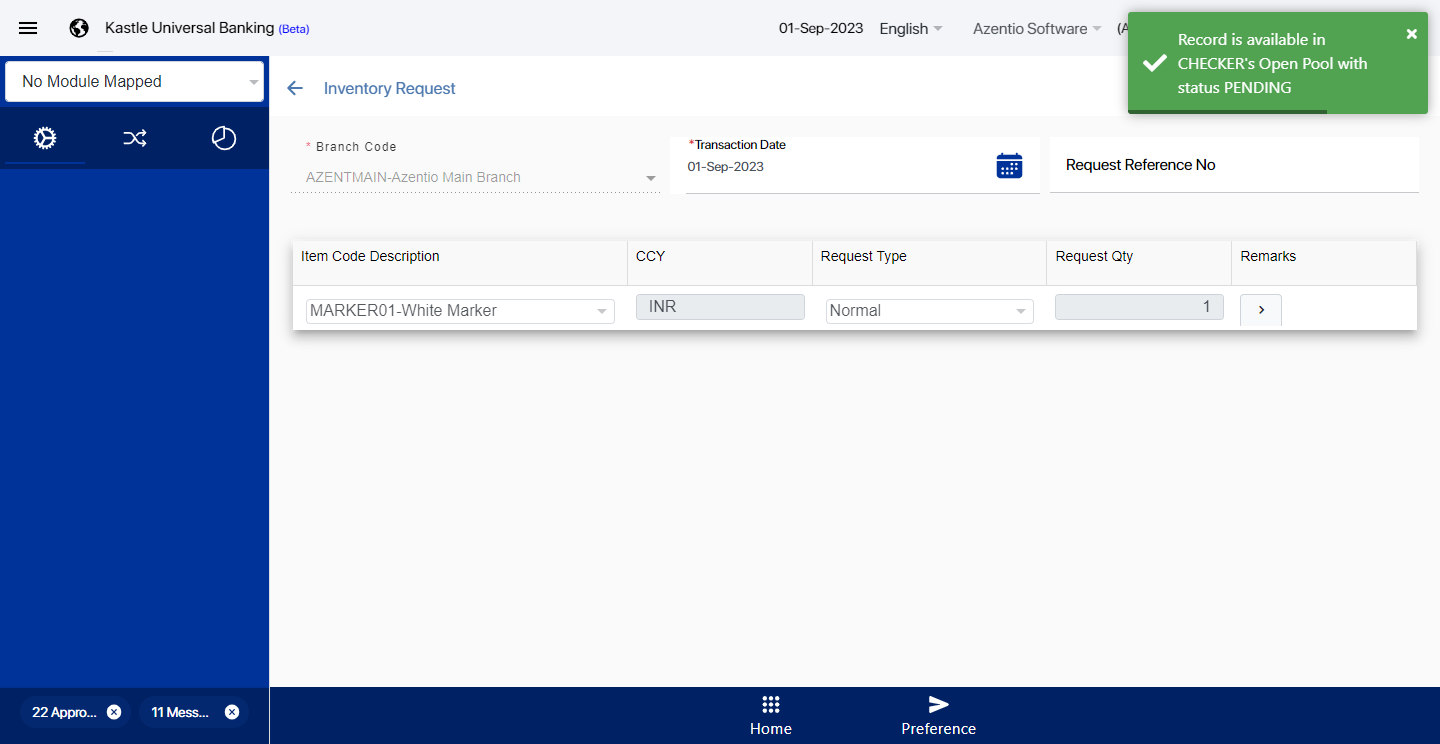 Kastle Universal Banking (Beta)
01-Sep-2023
English
Azentio Software
(A
Record is available in
CHECKER's Open Pool with
status PENDING
No Module Mapped
Inventory Request
* Branch Code
AZENTMAIN-Azentio Main Branch
*Transaction Date
01-Sep-2023
Request Reference No
Item Code Description
CCY
Request Type
Request Qty
Remarks
MARKER01-White Marker
INR
Normal
1
22 Appro...
11 Mess...
Home
Preference